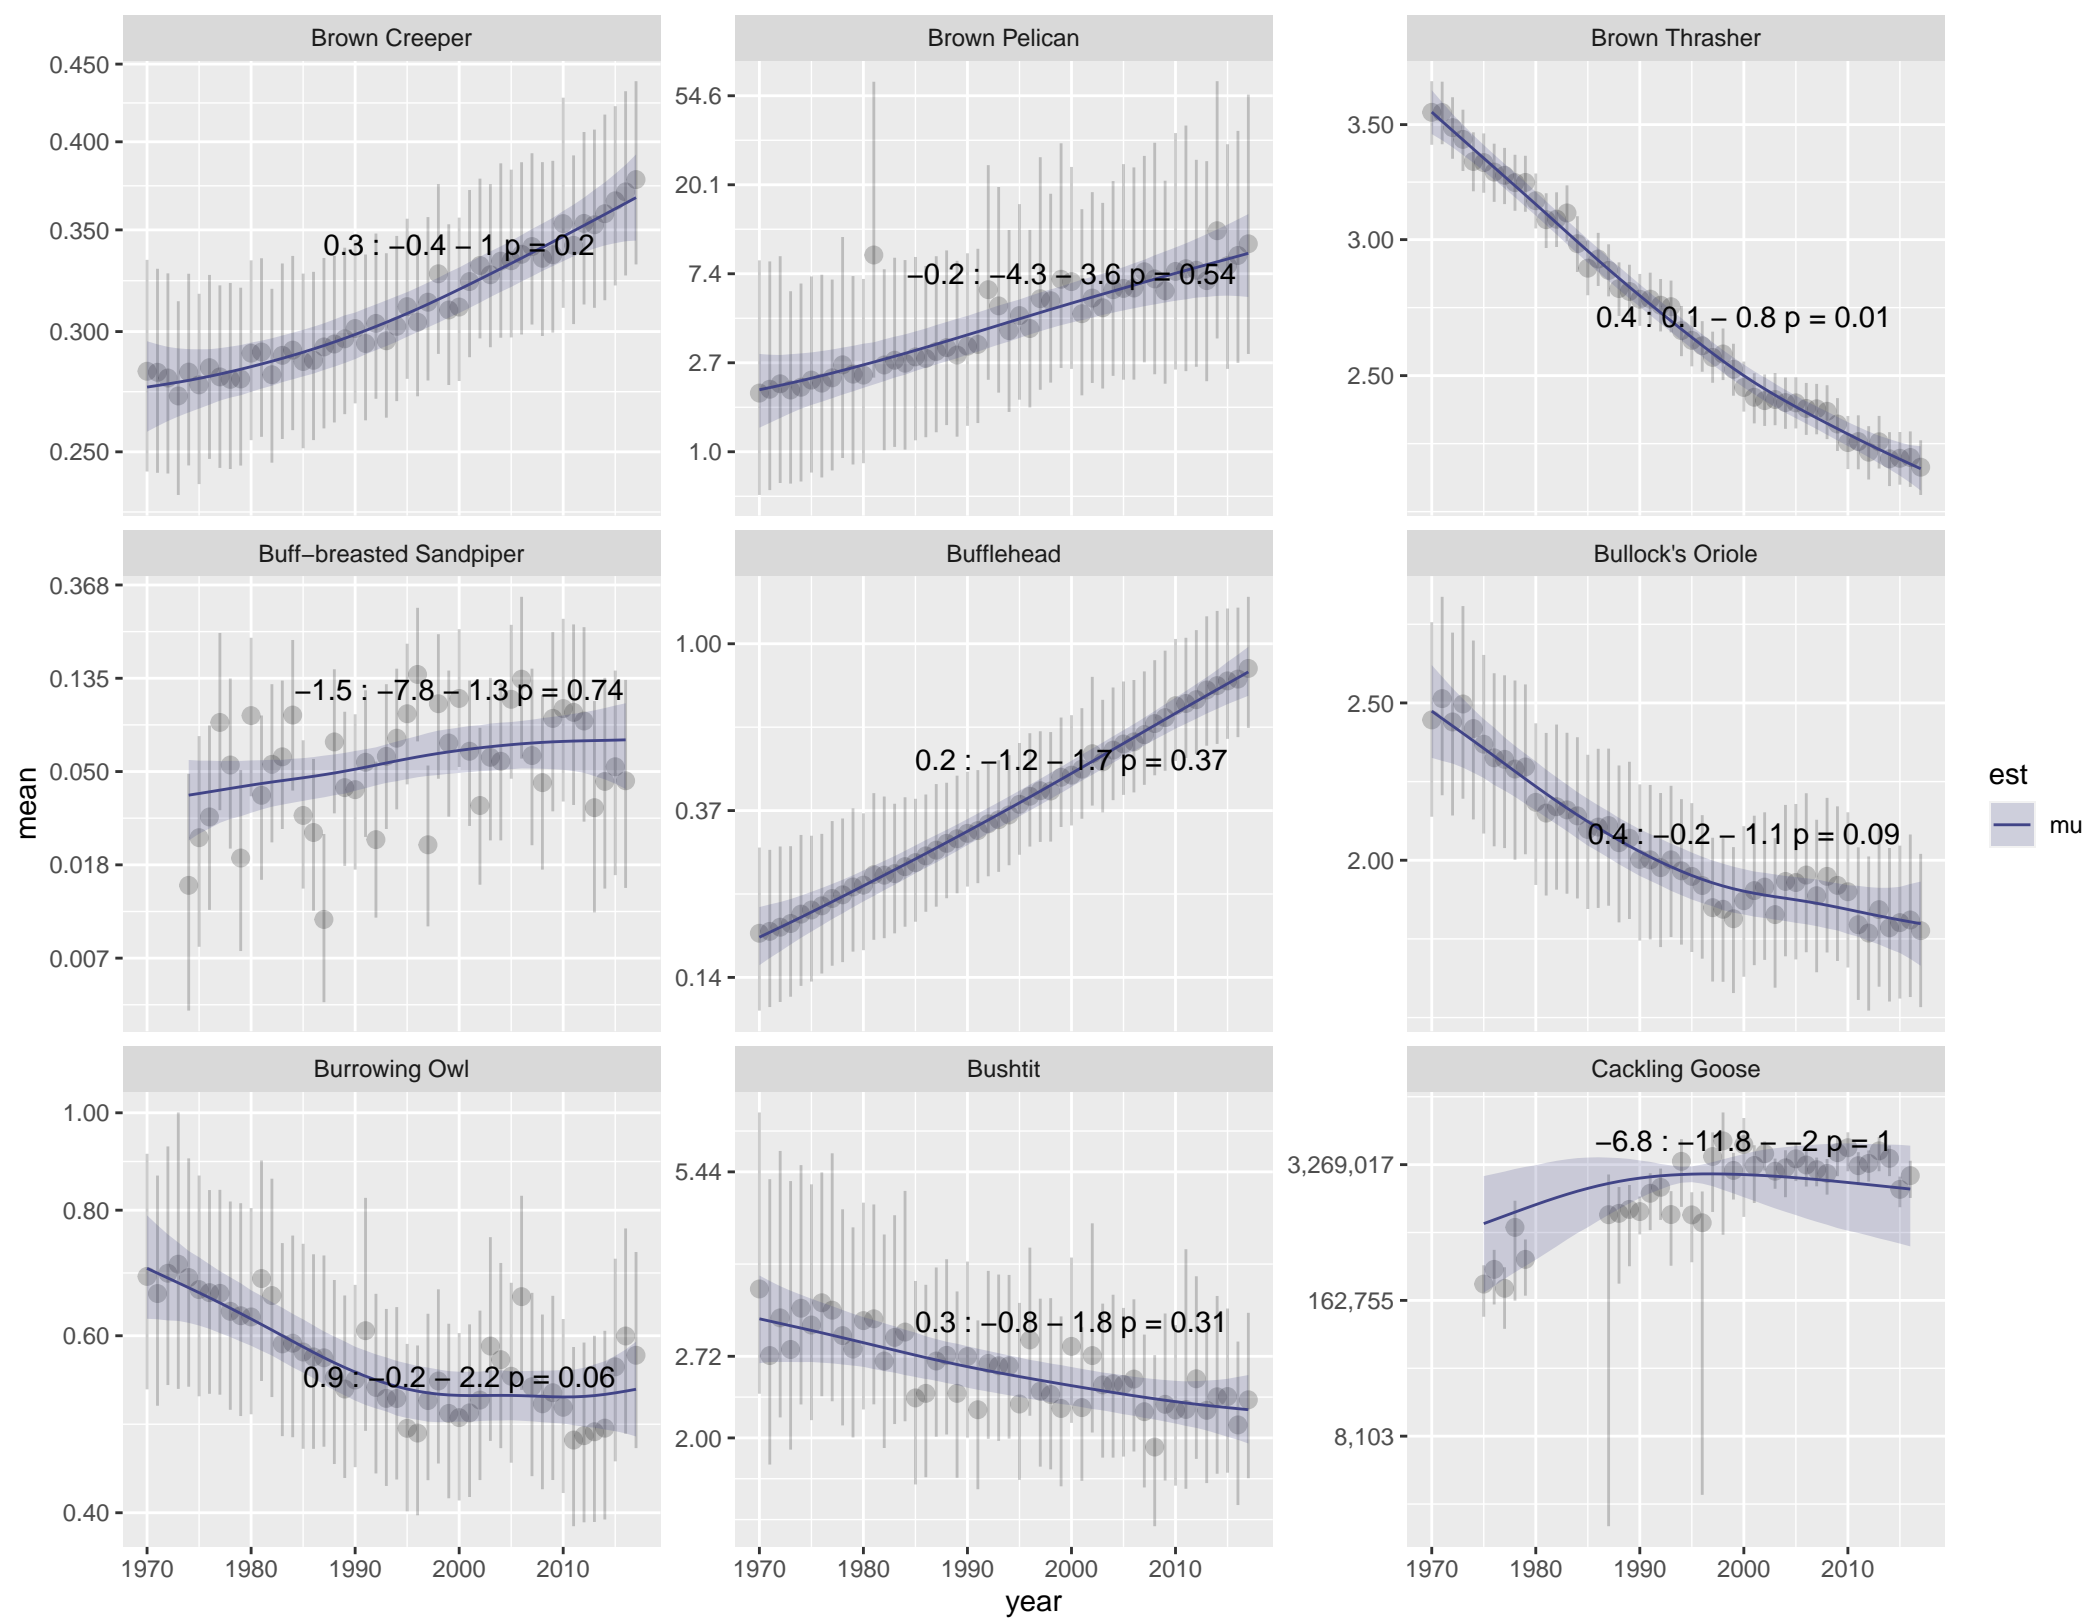 Brown Creeper
Brown Pelican
Brown Thrasher
0.450
0.400
0.350
0.300
0.250
0.3 : −0.4 − 1 p = 0.2
54.6
20.1
7.4
2.7
1.0
−0.2 : −4.3 − 3.6 p = 0.54
3.50
3.00
2.50
0.4 : 0.1 − 0.8 p = 0.01
Buff−breasted Sandpiper
Bufflehead
Bullock's Oriole
mean
0.368
0.135
0.050
0.018
0.007
−1.5 : −7.8 − 1.3 p = 0.74
1.00
0.37
0.14
0.2 : −1.2 − 1.7 p = 0.37
2.50
2.00
0.4 : −0.2 − 1.1 p = 0.09
est
mu
Burrowing Owl
Bushtit
Cackling Goose
1.00
0.80
0.60
0.40
0.9 : −0.2 − 2.2 p = 0.06
5.44
2.72
2.00
0.3 : −0.8 − 1.8 p = 0.31
3,269,017
162,755
8,103
−6.8 : −11.8 − −2 p = 1
1970 1980 1990 2000 2010
1970 1980 1990 2000 2010
1970 1980 1990 2000 2010
year